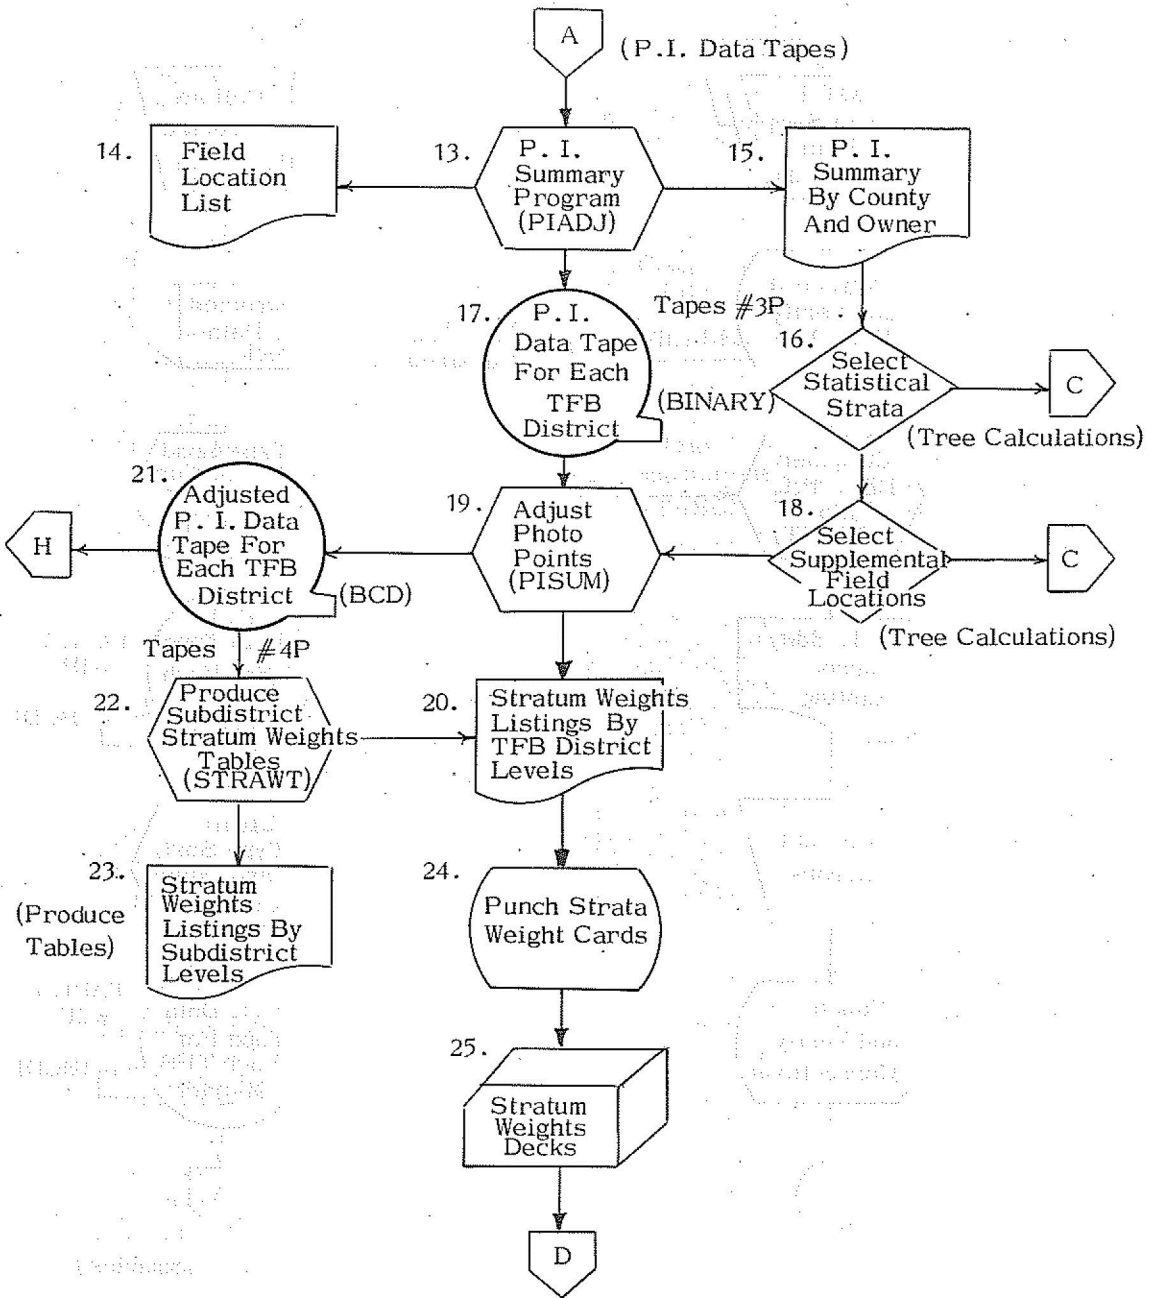 A
(P.I. Data Tapes)
14.
Field
Location
List
13.
P. I.
Summary
Program
(PIADJ)
15.
P. I.
Summary
By County
And Owner
17.
P. I.
Data Tape
For Each
TFB
District
Tapes #3P
(BINARY)
16.
Select
Statistical
Strata
C
(Tree Calculations)
21.
Adjusted
P. I. Data
Tape For
Each TFB
District
(BCD)
H
19.
Adjust
Photo
Points
(PISUM)
18.
Select
Supplemental
Field
Locations
C
(Tree Calculations)
Tapes #4P
22.
Produce
Subdistrict
Stratum Weights
Tables
(STRAWT)
20.
Stratum Weights
Listings By
TFB District
Levels
23.
(Produce
Tables)
Stratum
Weights
Listings By
Subdistrict
Levels
24.
Punch Strata
Weight Cards
25.
Stratum
Weights
Decks
D